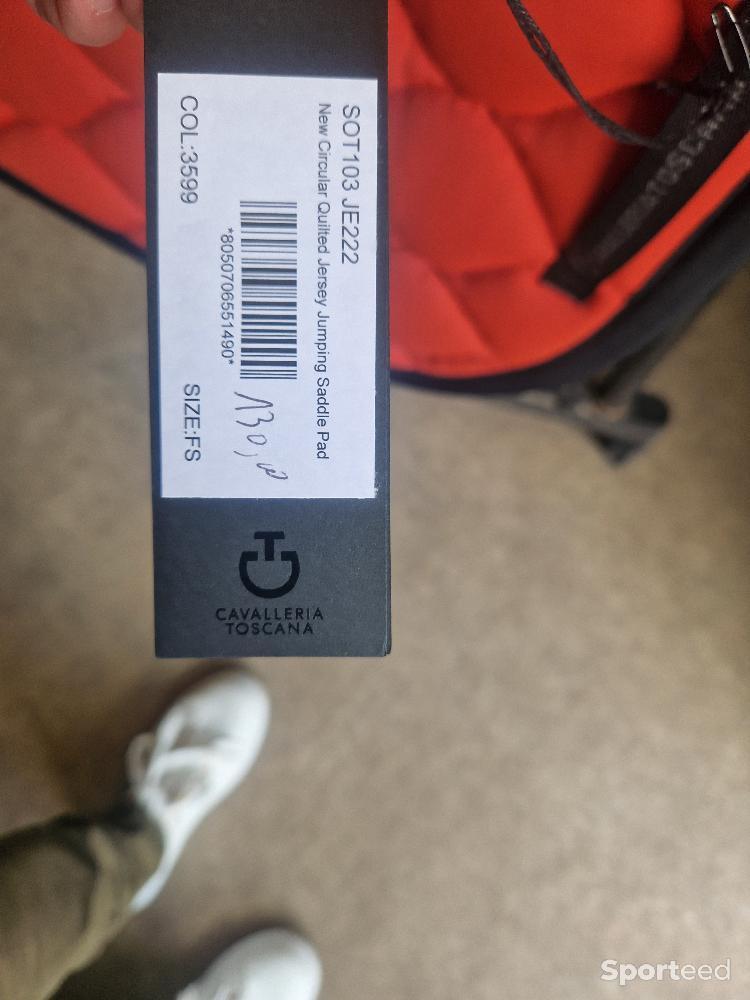 SOT103 JE222
New Circular Quilted Jersey Jumping Saddle Pad
*8050706551490*
130,00
COL:3599 SIZE:FS
CAVALLERIA
TOSCANA
Sporteed